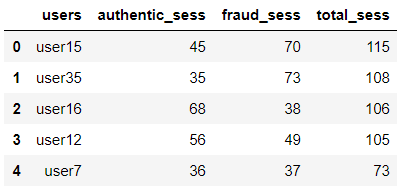 users authentic_sess fraud_sess total_sess
0 user15 45 70 115
1 user35 35 73 108
2 user16 68 38 106
3 user12 56 49 105
4 user7 36 37 73